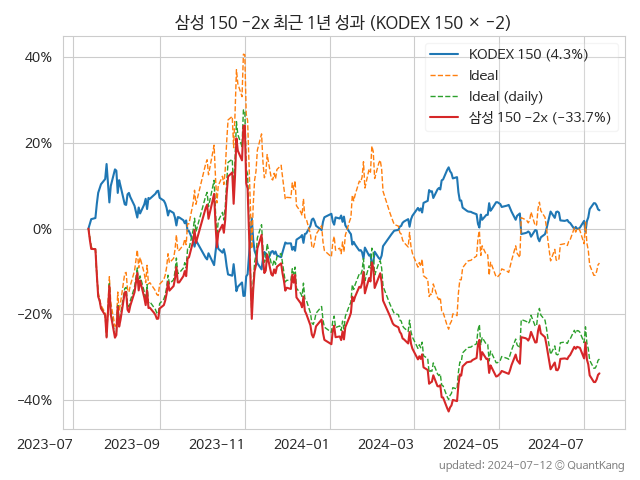 삼성 150 −2x 최근 1년 성과 (KODEX 150 × −2)
KODEX 150 (4.3%)
Ideal
Ideal (daily)
삼성 150 −2x (−33.7%)
40%
20%
0%
−20%
−40%
2023-07
2023-09
2023-11
2024-01
2024-03
2024-05
2024-07
updated: 2024-07-12 © QuantKang